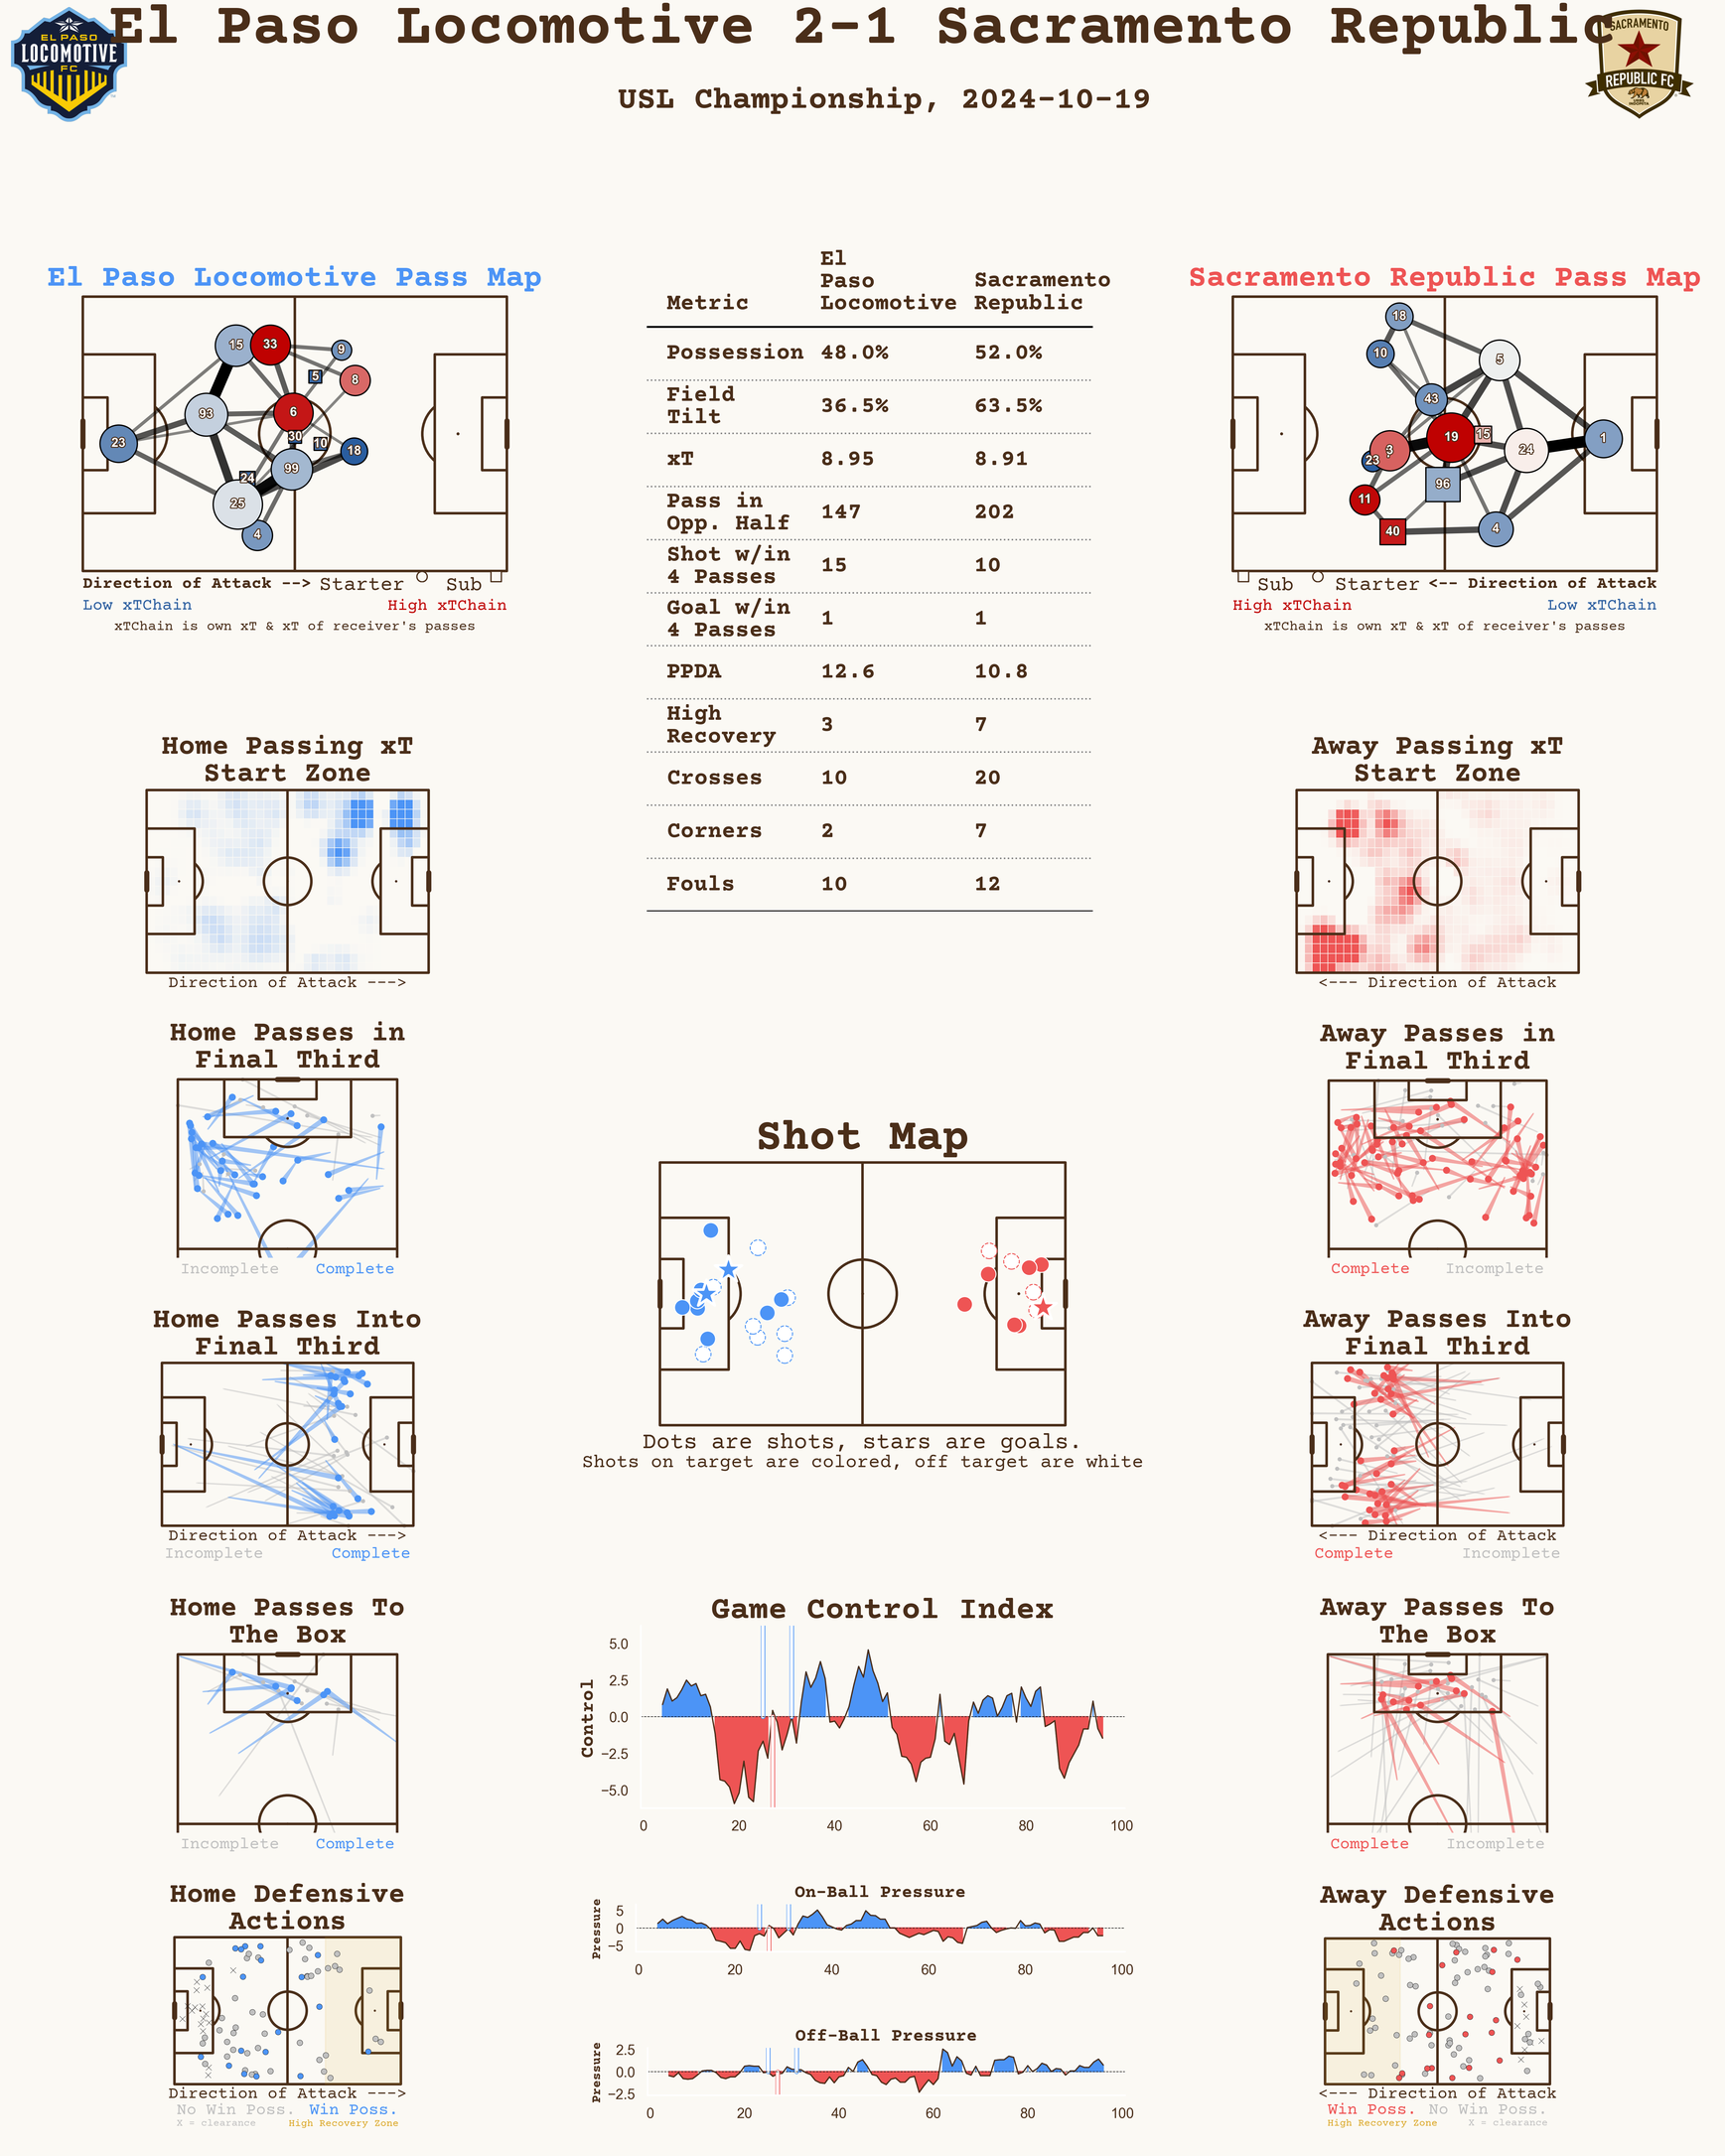 El Paso Locomotive 2-1 Sacramento Republic
EL PASO
LOCOMOTIVE
FC
SACRAMENTO
REPUBLIC FC
USL Championship, 2024-10-19
El Paso Locomotive Pass Map
15
33
9
5
8
93
6
30
10
23
18
99
24
25
4
Direction of Attack --> Starter Sub
Low xTChain High xTChain
xTChain is own xT & xT of receiver's passes
Metric El Paso Locomotive Sacramento Republic
Possession 48.0% 52.0%
Field Tilt 36.5% 63.5%
xT 8.95 8.91
Pass in Opp. Half 147 202
Shot w/in 4 Passes 15 10
Goal w/in 4 Passes 1 1
PPDA 12.6 10.8
High Recovery 3 7
Crosses 10 20
Corners 2 7
Fouls 10 12
Sacramento Republic Pass Map
18
10
5
43
19
15
1
23
24
96
11
40
4
Sub Starter <-- Direction of Attack
High xTChain Low xTChain
xTChain is own xT & xT of receiver's passes
Home Passing xT
Start Zone
Direction of Attack --->
Away Passing xT
Start Zone
<--- Direction of Attack
Home Passes in
Final Third
Incomplete Complete
Away Passes in
Final Third
Complete Incomplete
Shot Map
Dots are shots, stars are goals.
Shots on target are colored, off target are white
Home Passes Into
Final Third
Direction of Attack --->
Incomplete Complete
Away Passes Into
Final Third
<--- Direction of Attack
Complete Incomplete
Home Passes To
The Box
Incomplete Complete
Away Passes To
The Box
Complete Incomplete
Game Control Index
Control
5.0
2.5
0.0
−2.5
−5.0
0 20 40 60 80 100
On-Ball Pressure
Pressure
5
0
−5
0 20 40 60 80 100
Off-Ball Pressure
Pressure
2.5
0.0
−2.5
0 20 40 60 80 100
Home Defensive
Actions
Direction of Attack --->
No Win Poss. Win Poss.
X = clearance High Recovery Zone
Away Defensive
Actions
<--- Direction of Attack
Win Poss. No Win Poss.
High Recovery Zone X = clearance